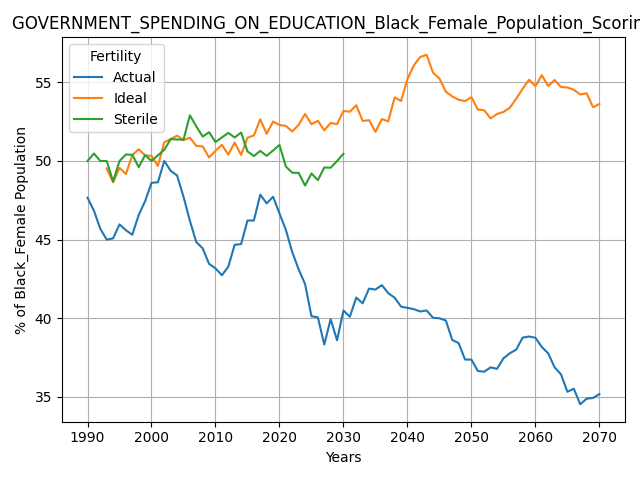 GOVERNMENT_SPENDING_ON_EDUCATION_Black_Female_Population_Scorin
Fertility
Actual
Ideal
Sterile
% of Black_Female Population
55
50
45
40
35
1990 2000 2010 2020 2030 2040 2050 2060 2070
Years